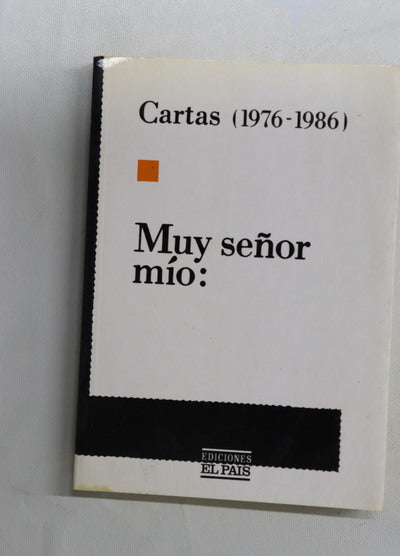 Cartas (1976-1986)
Muy señor
mío:
EDICIONES
EL PAIS